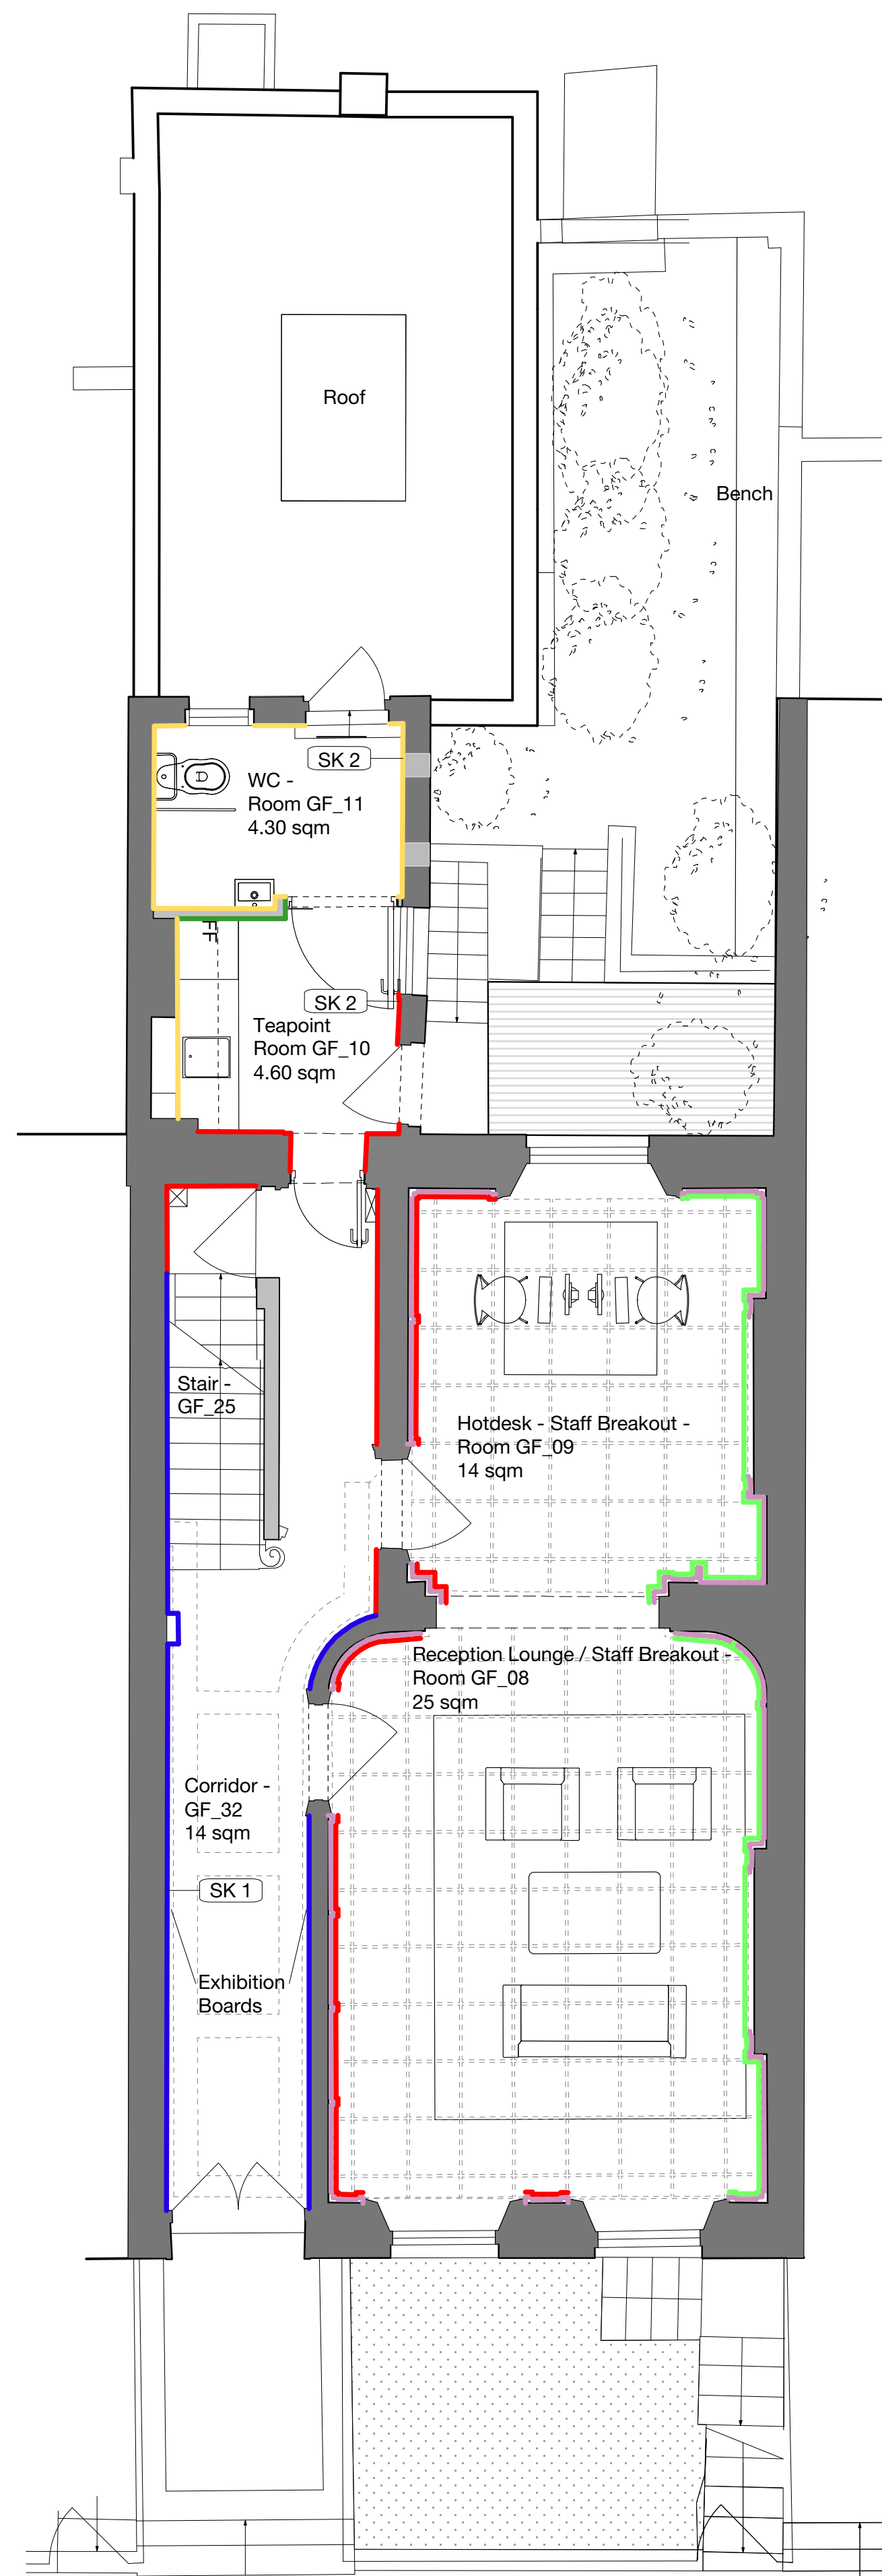 Roof
Bench
SK 2
WC -
Room GF_11
4.30 sqm
FF
SK 2
Teapoint
Room GF_10
4.60 sqm
Stair -
GF_25
Hotdesk - Staff Breakout -
Room GF_09
14 sqm
Reception Lounge / Staff Breakout -
Room GF_08
25 sqm
Corridor -
GF_32
14 sqm
SK 1
Exhibition
Boards